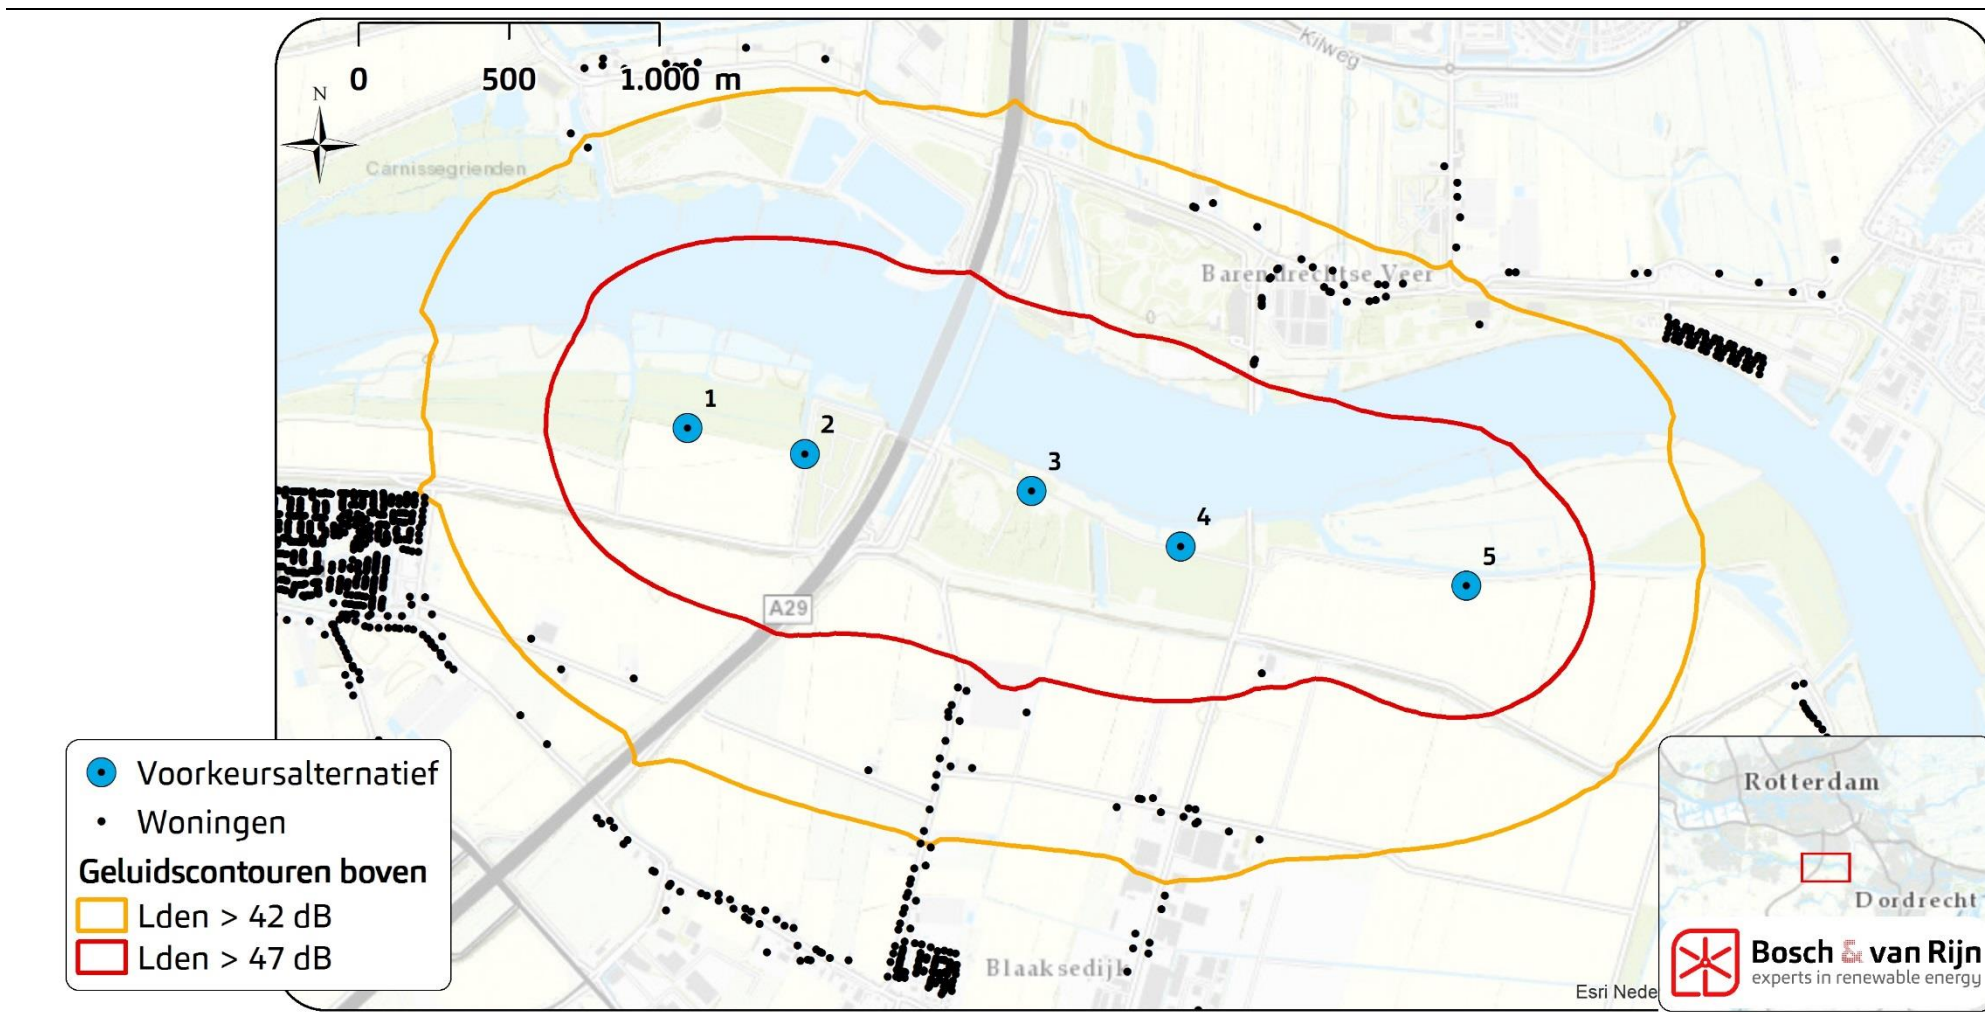 0 500 1.000 m
Kilweg
N
Carnissegrienden
Barendrechtse Veer
1
2
3
4
5
A29
Voorkeursalternatief
Woningen
Geluidscontouren boven
Lden > 42 dB
Lden > 47 dB
Blaaksedijk
Rotterdam
Dordrecht
Bosch & van Rijn
experts in renewable energy
Esri Nede